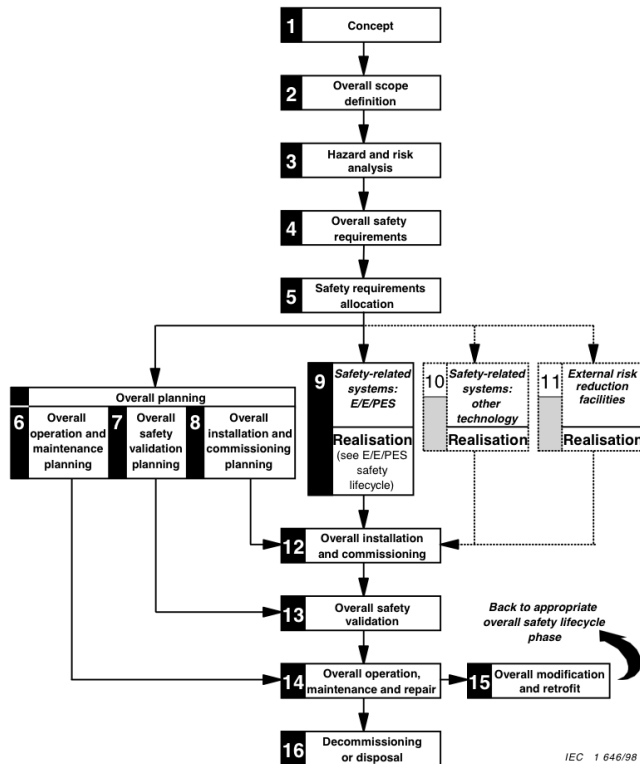 1
Concept
2
Overall scope
definition
3
Hazard and risk
analysis
4
Overall safety
requirements
5
Safety requirements
allocation
Overall planning
6
Overall
operation and
maintenance
planning
7
Overall
safety
validation
planning
8
Overall
installation and
commissioning
planning
9
Safety-related
systems:
E/E/PES
Realisation
(see E/E/PES
safety
lifecycle)
10
Safety-related
systems:
other
technology
Realisation
11
External risk
reduction
facilities
Realisation
12
Overall installation
and commissioning
13
Overall safety
validation
Back to appropriate
overall safety lifecycle
phase
14
Overall operation,
maintenance and repair
15
Overall modification
and retrofit
16
Decommissioning
or disposal
IEC 1 646/98